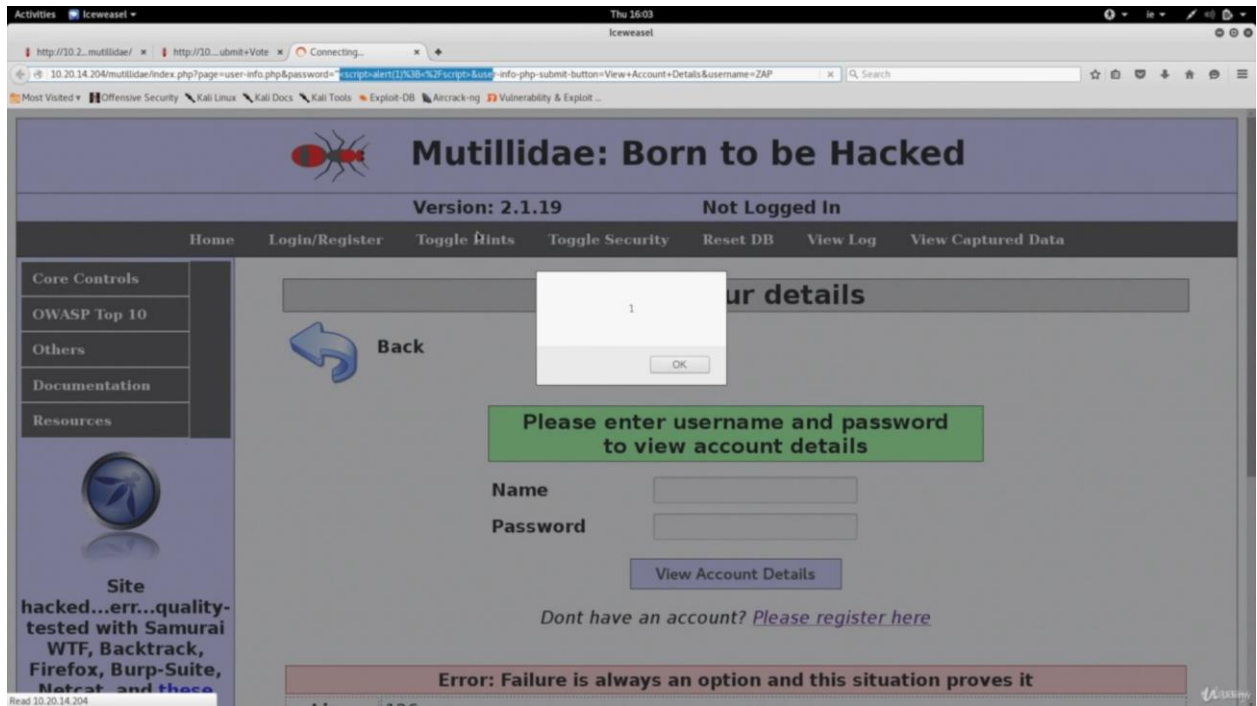 Activities Iceweasel
Thu 16:03
Iceweasel
http://10.2...mutillidae/
http://10....ubmit+Vote
Connecting...
10.20.14.204/mutillidae/index.php?page=user-info.php&password="<script>alert(1)%3B<%2Fscript>&user-info-php-submit-button=View+Account+Details&username=ZAP
Search
Most Visited Offensive Security Kali Linux Kali Docs Kali Tools Exploit-DB Aircrack-ng Vulnerability & Exploit ...
Mutillidae: Born to be Hacked
Version: 2.1.19 Not Logged In
Home Login/Register Toggle Hints Toggle Security Reset DB View Log View Captured Data
Core Controls
OWASP Top 10
Others
Documentation
Resources
ur details
1
OK
Back
Please enter username and password
to view account details
Name
Password
View Account Details
Dont have an account? Please register here
Site
hacked...err...quality-
tested with Samurai
WTF, Backtrack,
Firefox, Burp-Suite,
Netcat, and these
Error: Failure is always an option and this situation proves it
Read 10.20.14.204